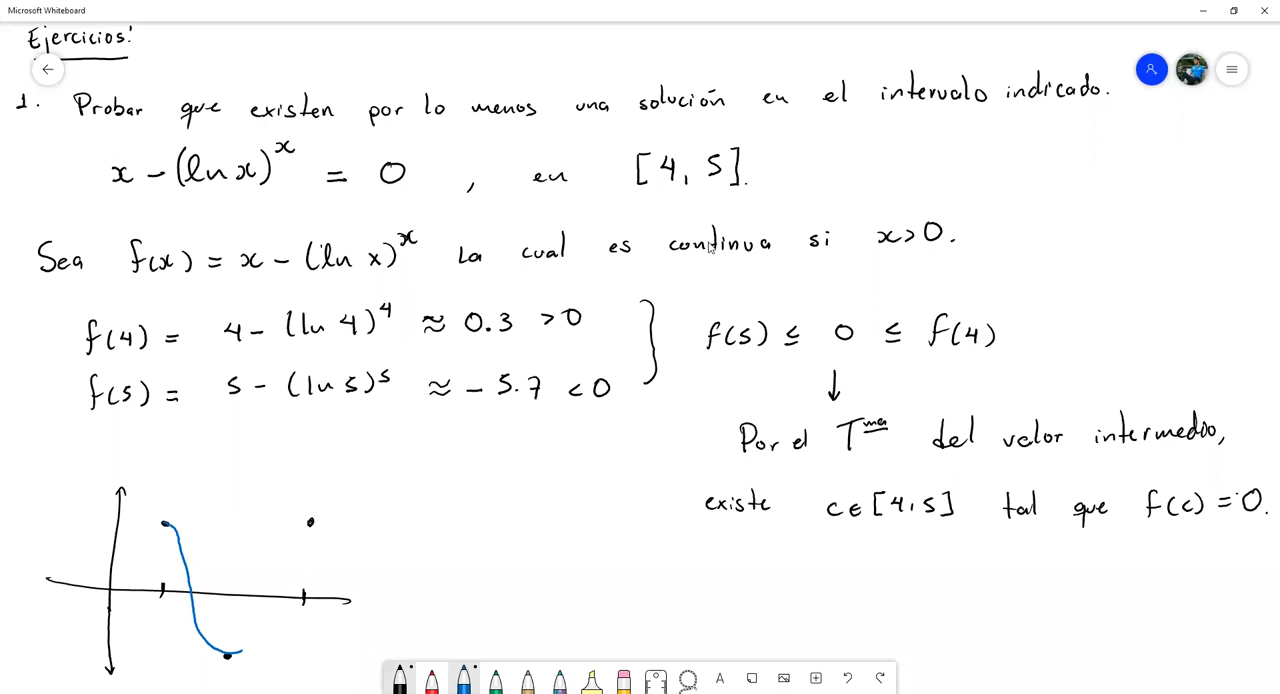 Microsoft Whiteboard
Ejercicios:
1. Probar que existen por lo menos una solución en el intervalo indicado.
x - (ln x)^x = 0 , en [4, 5].
Sea f(x) = x - (ln x)^x La cual es continua si x>0.
f(4) = 4 - (ln 4)^4 ≈ 0.3 >0
f(5) = 5 - (ln 5)^5 ≈ - 5.7 <0
f(5) ≤ 0 ≤ f(4)
Por el T^ma del valor intermedio,
existe c ∈ [4,5] tal que f(c) = 0.
A